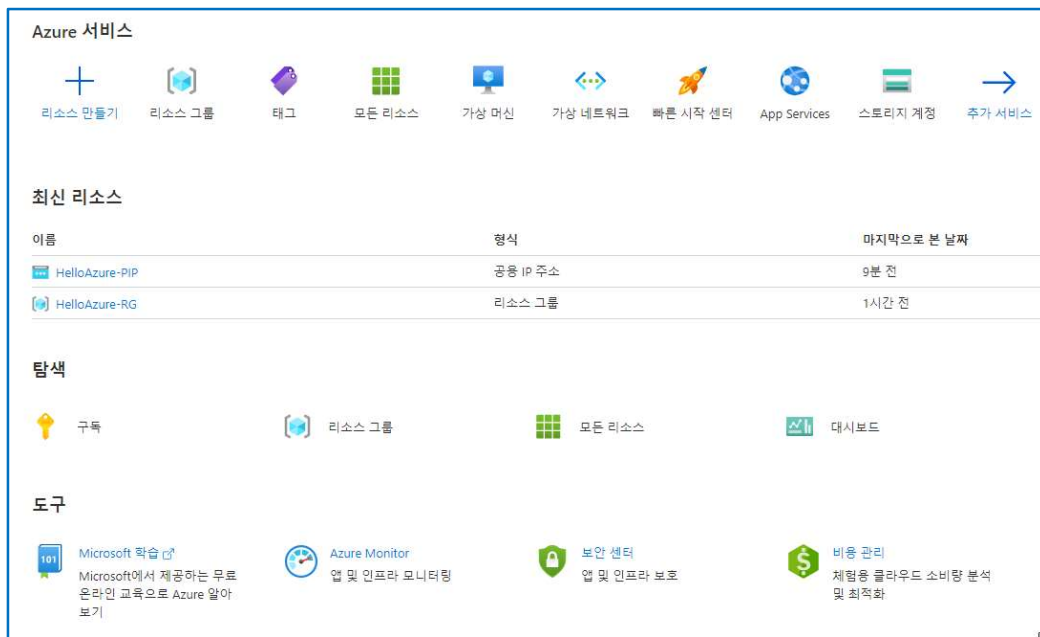 Azure 서비스
리소스 만들기 리소스 그룹 태그 모든 리소스 가상 머신 가상 네트워크 빠른 시작 센터 App Services 스토리지 계정 추가 서비스
최신 리소스
이름 형식 마지막으로 본 날짜
HelloAzure-PIP 공용 IP 주소 9분 전
HelloAzure-RG 리소스 그룹 1시간 전
탐색
구독 리소스 그룹 모든 리소스 대시보드
도구
101 Microsoft 학습 Azure Monitor 보안 센터 비용 관리
Microsoft에서 제공하는 무료 앱 및 인프라 모니터링 앱 및 인프라 보호 체험용 클라우드 소비량 분석
온라인 교육으로 Azure 알아 및 최적화
보기